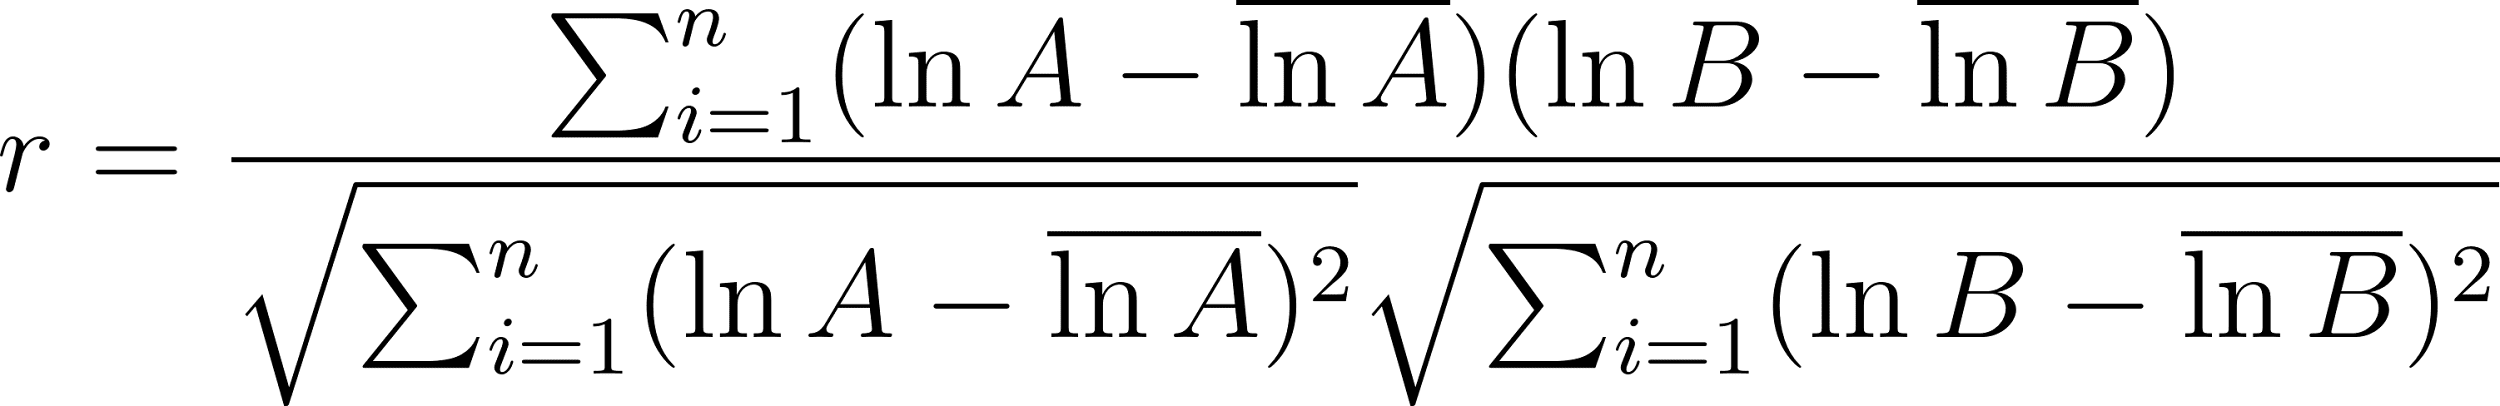 r = \frac{\sum_{i=1}^{n} (\ln A - \overline{\ln A})(\ln B - \overline{\ln B})}{\sqrt{\sum_{i=1}^{n} (\ln A - \overline{\ln A})^2} \sqrt{\sum_{i=1}^{n} (\ln B - \overline{\ln B})^2}}